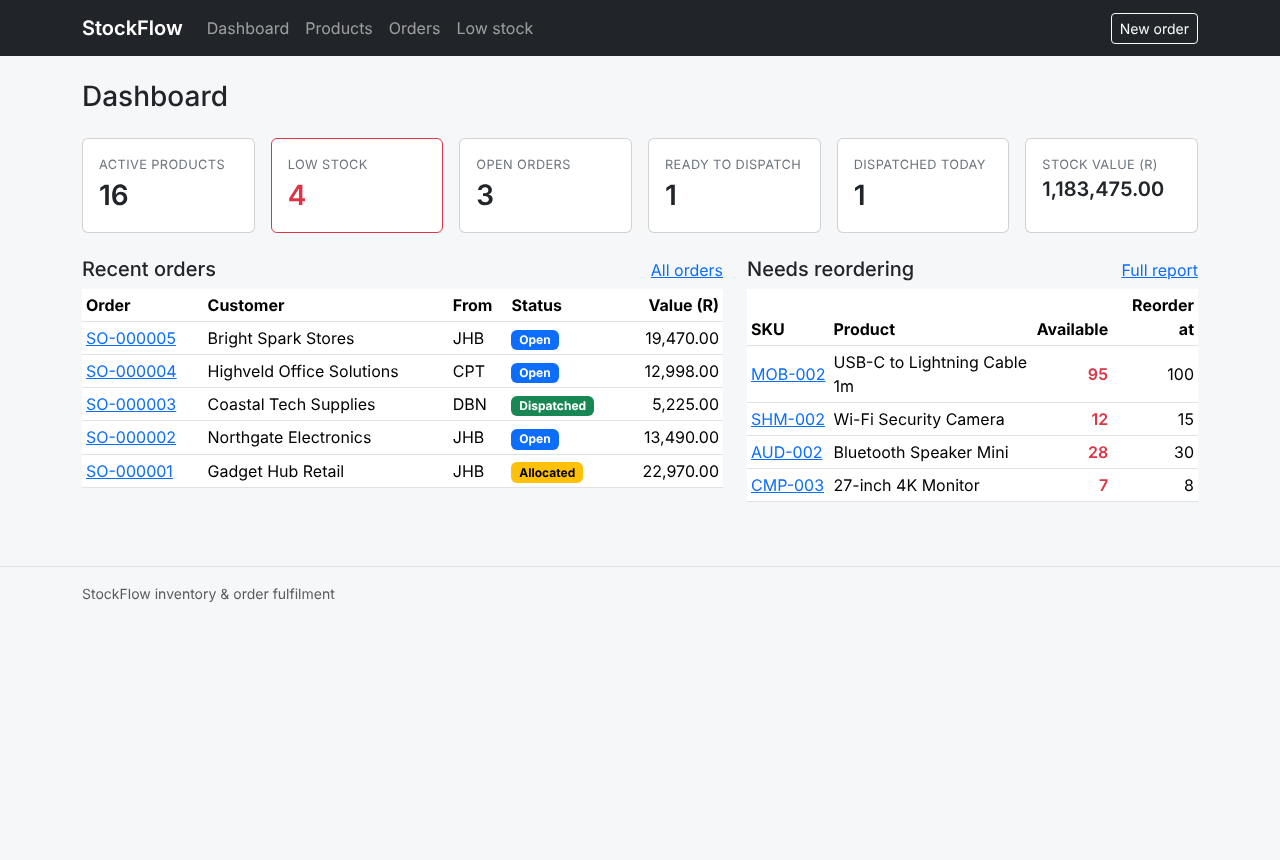 StockFlow Dashboard Products Orders Low stock New order
Dashboard
ACTIVE PRODUCTS
16
LOW STOCK
4
OPEN ORDERS
3
READY TO DISPATCH
1
DISPATCHED TODAY
1
STOCK VALUE (R)
1,183,475.00
Recent orders All orders
Order Customer From Status Value (R)
SO-000005 Bright Spark Stores JHB Open 19,470.00
SO-000004 Highveld Office Solutions CPT Open 12,998.00
SO-000003 Coastal Tech Supplies DBN Dispatched 5,225.00
SO-000002 Northgate Electronics JHB Open 13,490.00
SO-000001 Gadget Hub Retail JHB Allocated 22,970.00
Needs reordering Full report
SKU Product Available Reorder at
MOB-002 USB-C to Lightning Cable 1m 95 100
SHM-002 Wi-Fi Security Camera 12 15
AUD-002 Bluetooth Speaker Mini 28 30
CMP-003 27-inch 4K Monitor 7 8
StockFlow inventory & order fulfilment